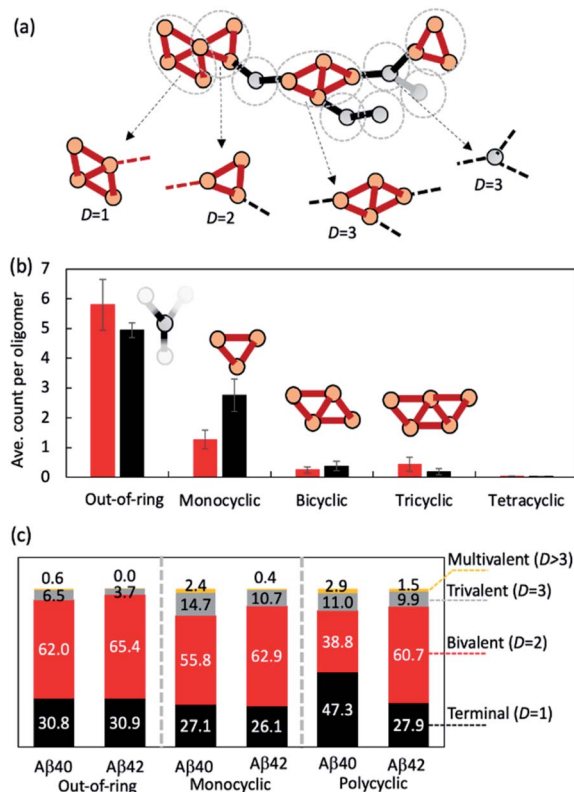 (a)
D=1
D=2
D=3
D=3
(b)
Ave. count per oligomer
7
6
5
4
3
2
1
0
Out-of-ring
Monocyclic
Bicyclic
Tricyclic
Tetracyclic
(c)
0.6
0.0
2.4
0.4
2.9
1.5
6.5
3.7
14.7
10.7
11.0
9.9
62.0
65.4
55.8
62.9
38.8
60.7
30.8
30.9
27.1
26.1
47.3
27.9
Multivalent (D>3)
Trivalent (D=3)
Bivalent (D=2)
Terminal (D=1)
Aβ40
Aβ42
Aβ40
Aβ42
Aβ40
Aβ42
Out-of-ring
Monocyclic
Polycyclic